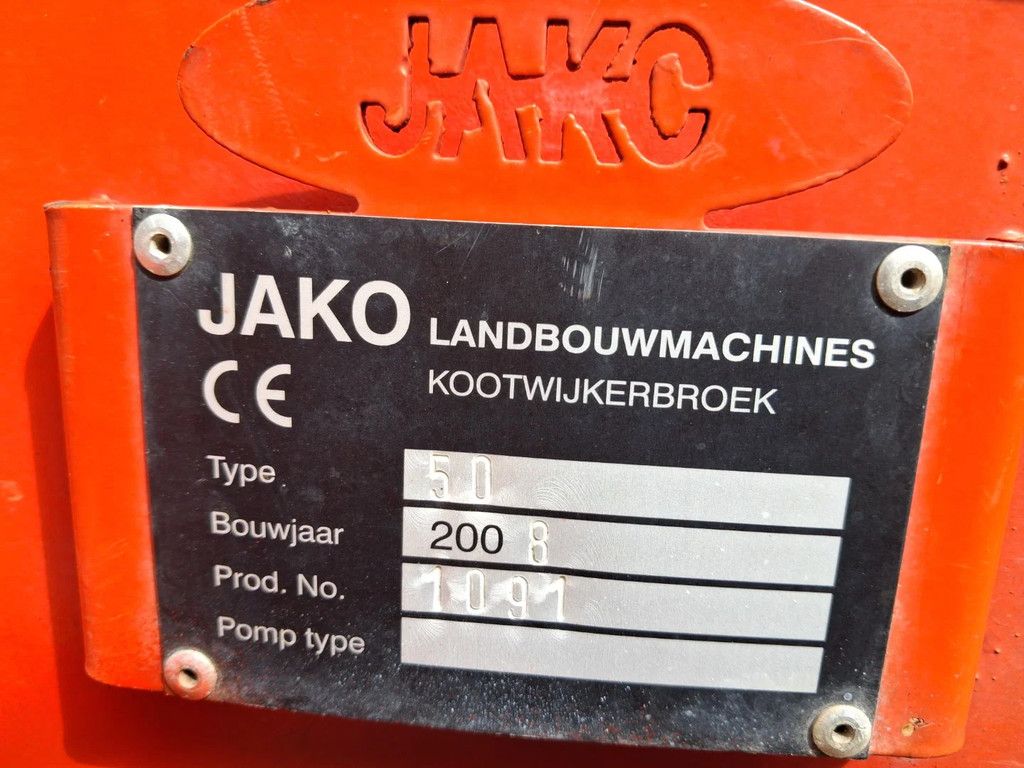 JAKO
JAKO LANDBOUWMACHINES
CE KOOTWIJKERBROEK
Type 50
Bouwjaar 2008
Prod. No. 1091
Pomp type